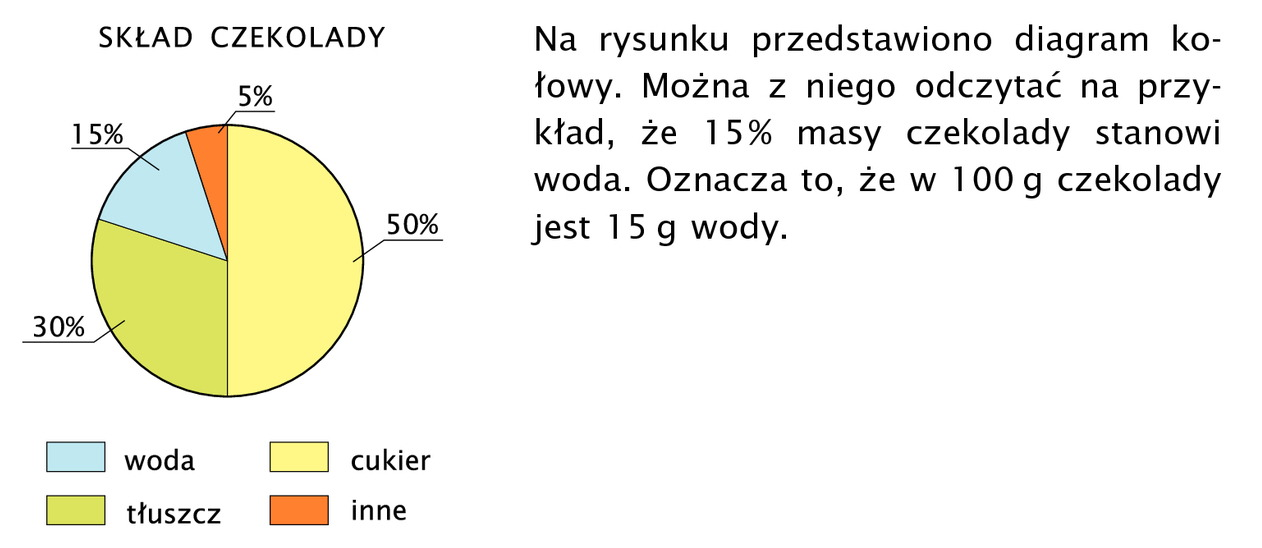 SKŁAD CZEKOLADY
5%
15%
50%
30%
woda
cukier
tłuszcz
inne
Na rysunku przedstawiono diagram ko-
łowy. Można z niego odczytać na przy-
kład, że 15% masy czekolady stanowi
woda. Oznacza to, że w 100 g czekolady
jest 15 g wody.